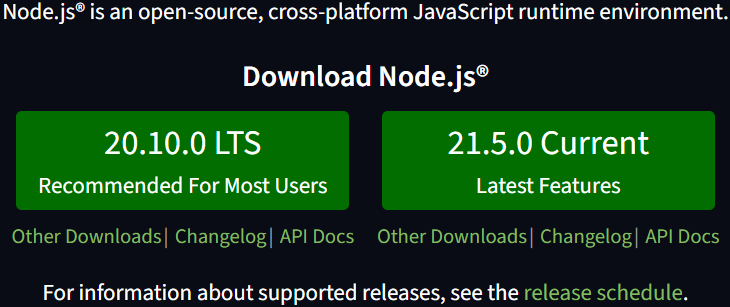 Node.js® is an open-source, cross-platform JavaScript runtime environment.
Download Node.js®
20.10.0 LTS
Recommended For Most Users
21.5.0 Current
Latest Features
Other Downloads| Changelog| API Docs
Other Downloads| Changelog| API Docs
For information about supported releases, see the release schedule.